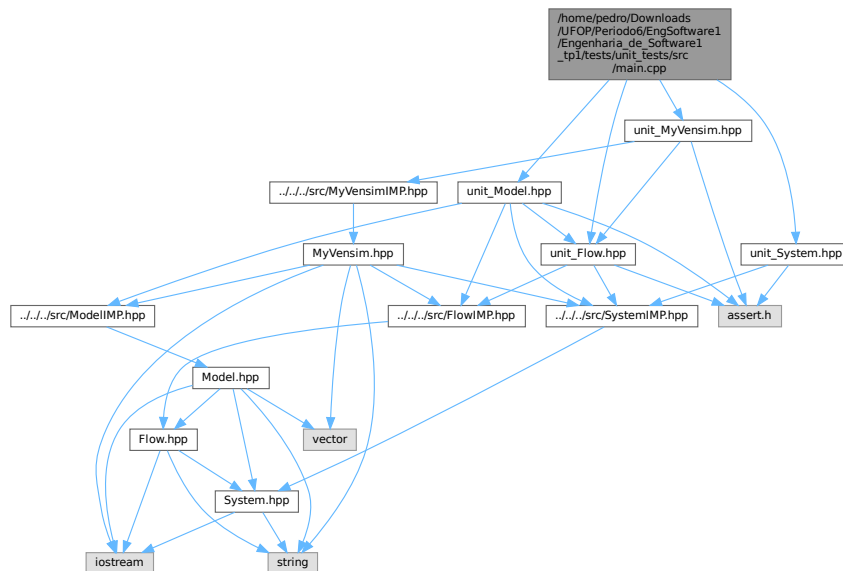 /home/pedro/Downloads
/UFOP/Periodo6/EngSoftware1
/Engenharia_de_Software1
_tp1/tests/unit_tests/src
/main.cpp
unit_MyVensim.hpp
../../../src/MyVensimIMP.hpp
unit_Model.hpp
MyVensim.hpp
unit_Flow.hpp
unit_System.hpp
../../../src/ModelIMP.hpp
../../../src/FlowIMP.hpp
../../../src/SystemIMP.hpp
assert.h
Model.hpp
Flow.hpp
vector
System.hpp
iostream
string